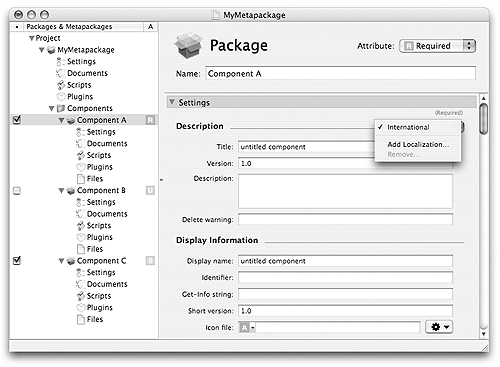 MyMetapackage
Packages & Metapackages A
Project
MyMetapackage
Settings
Documents
Scripts
Plugins
Components
Component A R
Settings
Documents
Scripts
Plugins
Files
Component B U
Settings
Documents
Scripts
Plugins
Files
Component C S
Settings
Documents
Scripts
Plugins
Files
Package
Attribute: R Required
Name: Component A
Settings
(Required)
Description
✓ International
Add Localization...
Remove...
Title: untitled component
Version: 1.0
Description:
Delete warning:
Display Information
Display name: untitled component
Identifier:
Get-Info string:
Short version: 1.0
Icon file: A